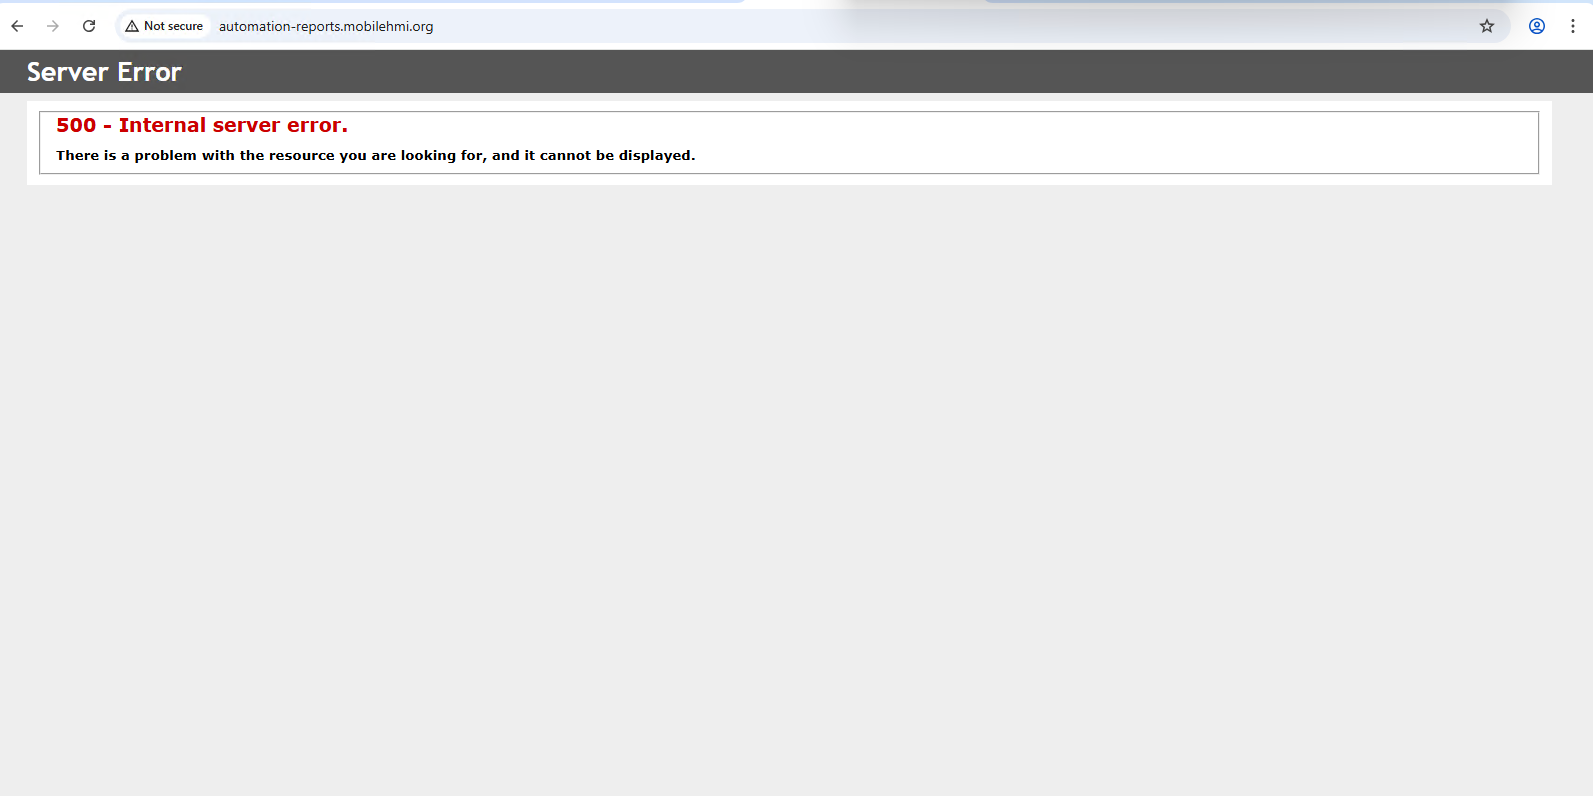 Not secure automation-reports.mobilehmi.org
Server Error
500 - Internal server error.
There is a problem with the resource you are looking for, and it cannot be displayed.